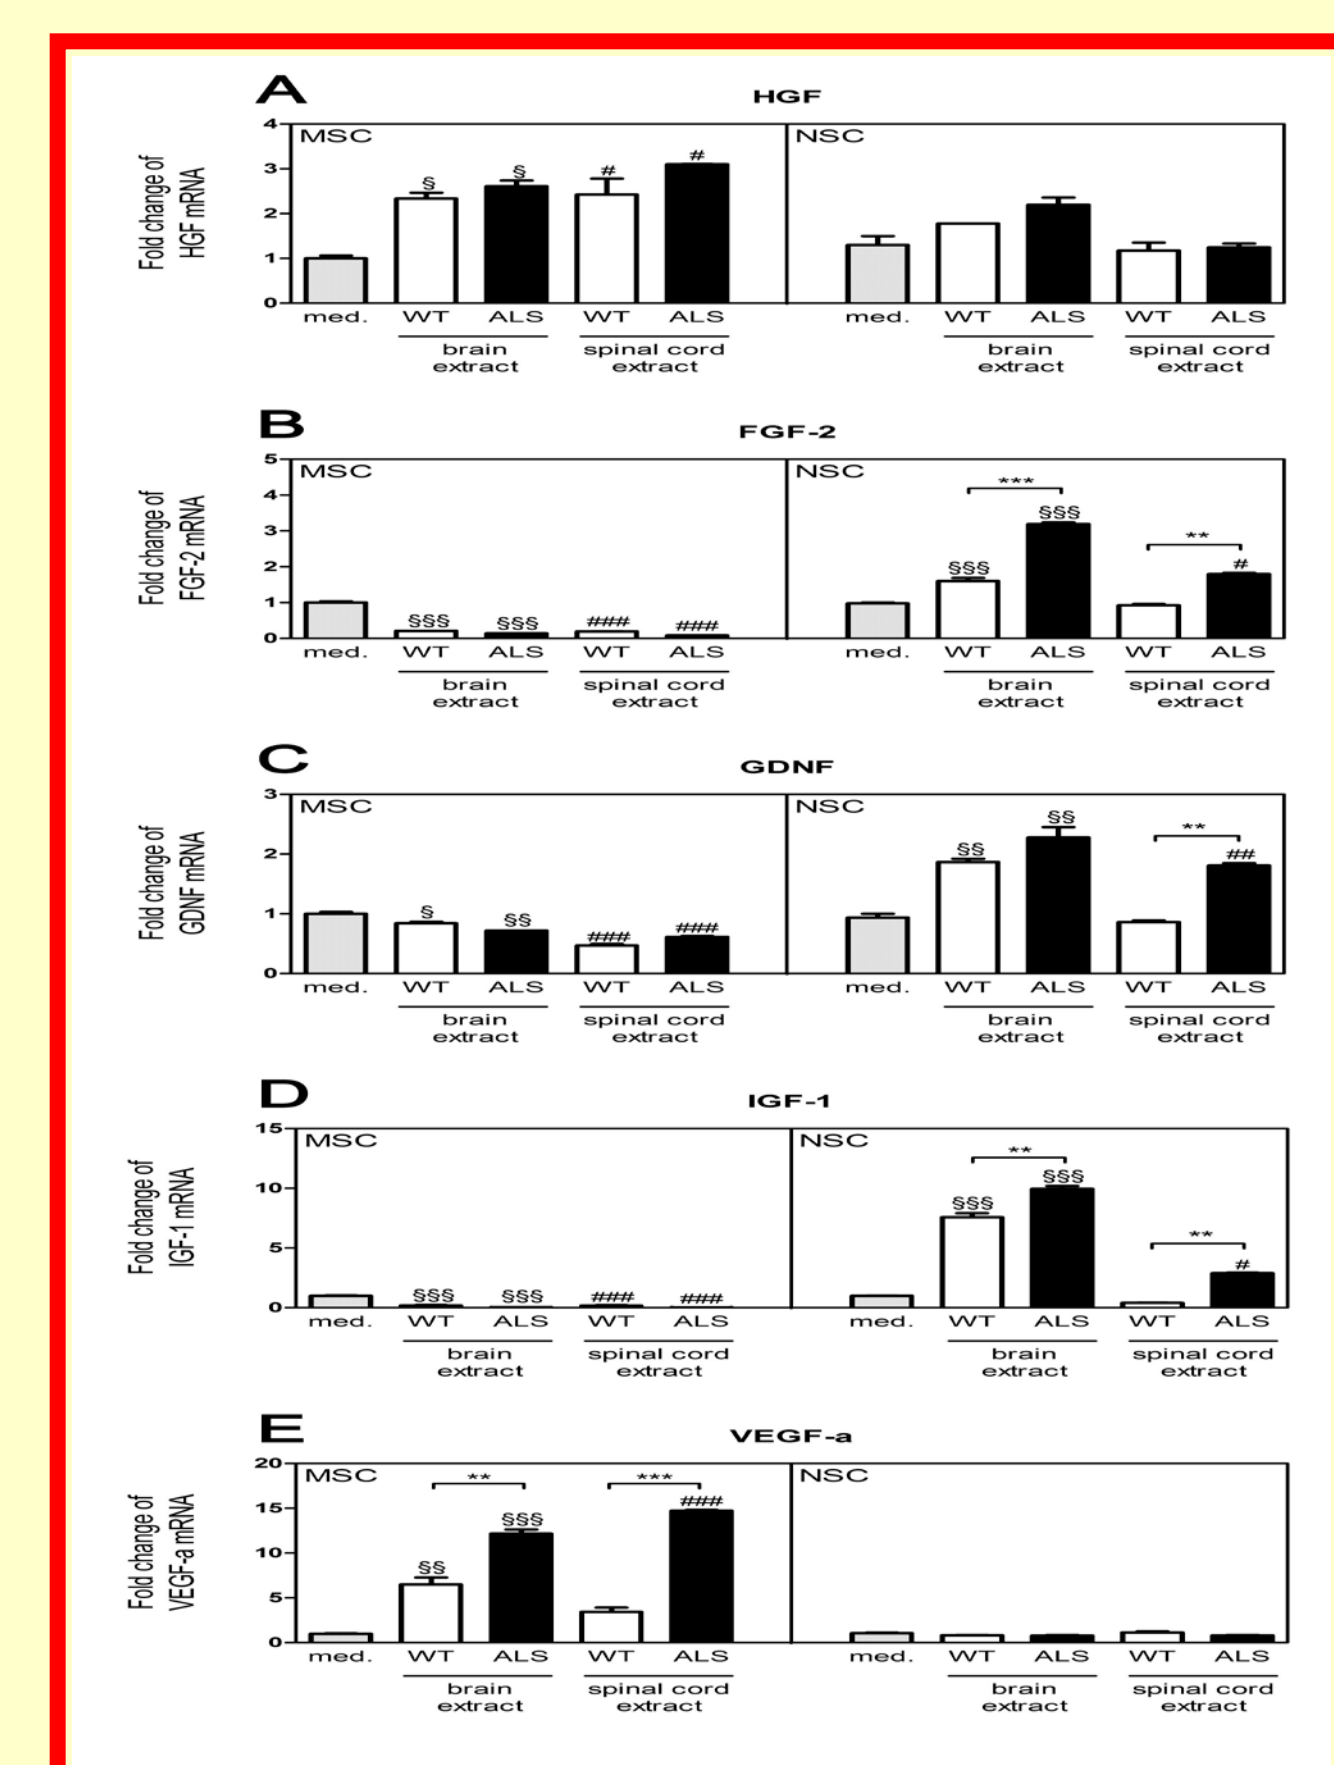 A
HGF
Fold change of
HGF mRNA
4
3
2
1
0
MSC
§
§
#
#
NSC
med. WT ALS WT ALS med. WT ALS WT ALS
brain spinal cord brain spinal cord
extract extract extract extract
B
FGF-2
Fold change of
FGF-2 mRNA
5
4
3
2
1
0
MSC
§§§ §§§ ### ###
NSC
***
§§§
§§§
**
#
med. WT ALS WT ALS med. WT ALS WT ALS
brain spinal cord brain spinal cord
extract extract extract extract
C
GDNF
Fold change of
GDNF mRNA
3
2
1
0
MSC
§ §§ ### ###
NSC
§§ §§
**
##
med. WT ALS WT ALS med. WT ALS WT ALS
brain spinal cord brain spinal cord
extract extract extract extract
D
IGF-1
Fold change of
IGF-1 mRNA
15
10
5
0
MSC
§§§ §§§ ### ###
NSC
**
§§§
§§§
**
#
med. WT ALS WT ALS med. WT ALS WT ALS
brain spinal cord brain spinal cord
extract extract extract extract
E
VEGF-a
Fold change of
VEGF-a mRNA
20
15
10
5
0
MSC
**
§§
§§§
***
###
NSC
med. WT ALS WT ALS med. WT ALS WT ALS
brain spinal cord brain spinal cord
extract extract extract extract